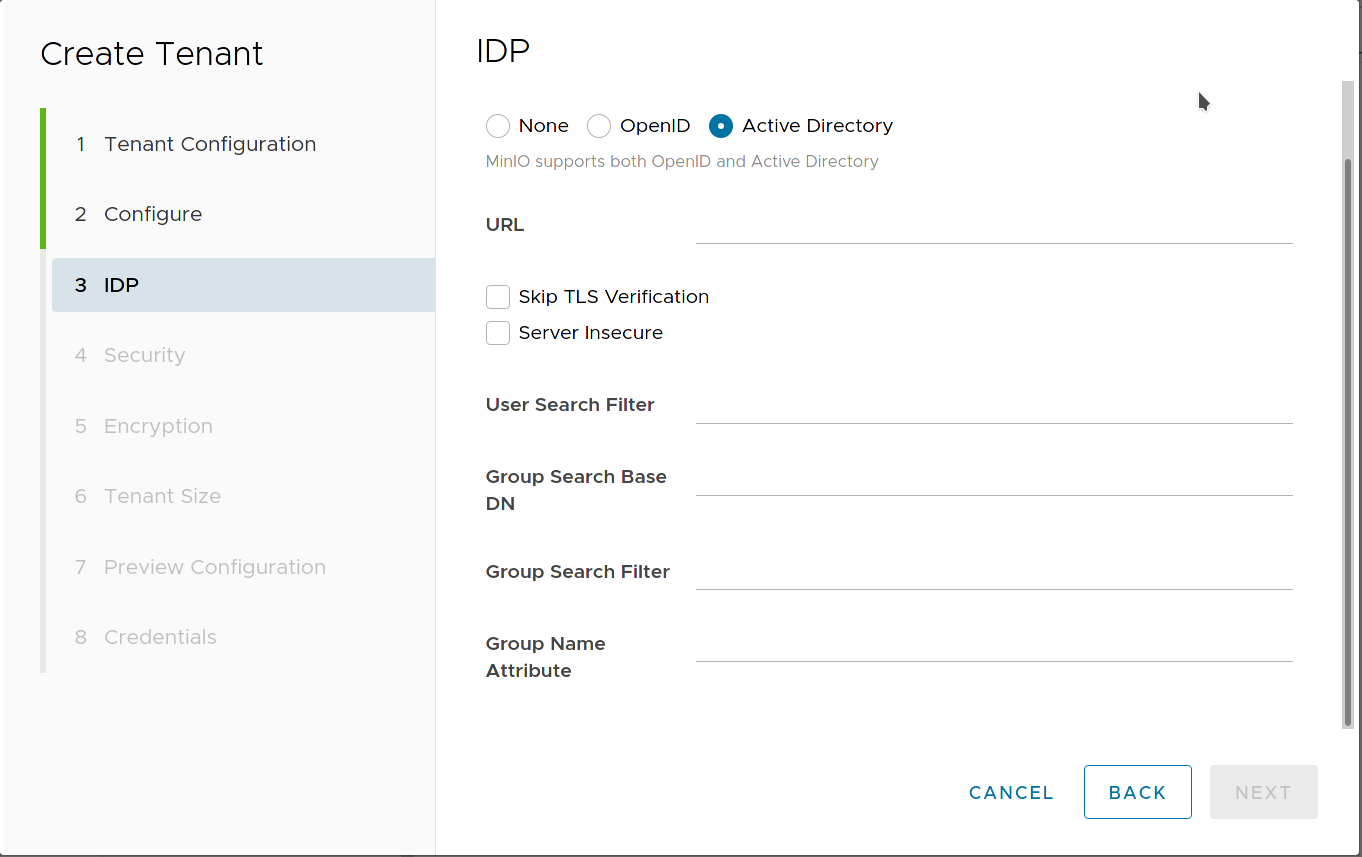 Create Tenant
1 Tenant Configuration
2 Configure
3 IDP
4 Security
5 Encryption
6 Tenant Size
7 Preview Configuration
8 Credentials
IDP
None OpenID Active Directory
MinIO supports both OpenID and Active Directory
URL
Skip TLS Verification
Server Insecure
User Search Filter
Group Search Base
DN
Group Search Filter
Group Name
Attribute
CANCEL BACK NEXT